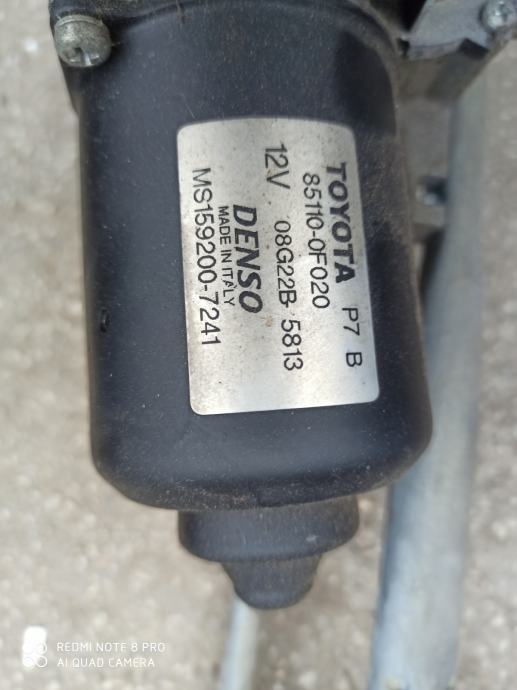 TOYOTA P7 B
85110-0F020
12V 08G22B 5813
DENSO
MADE IN ITALY
MS159200-7241
REDMI NOTE 8 PRO
AI QUAD CAMERA